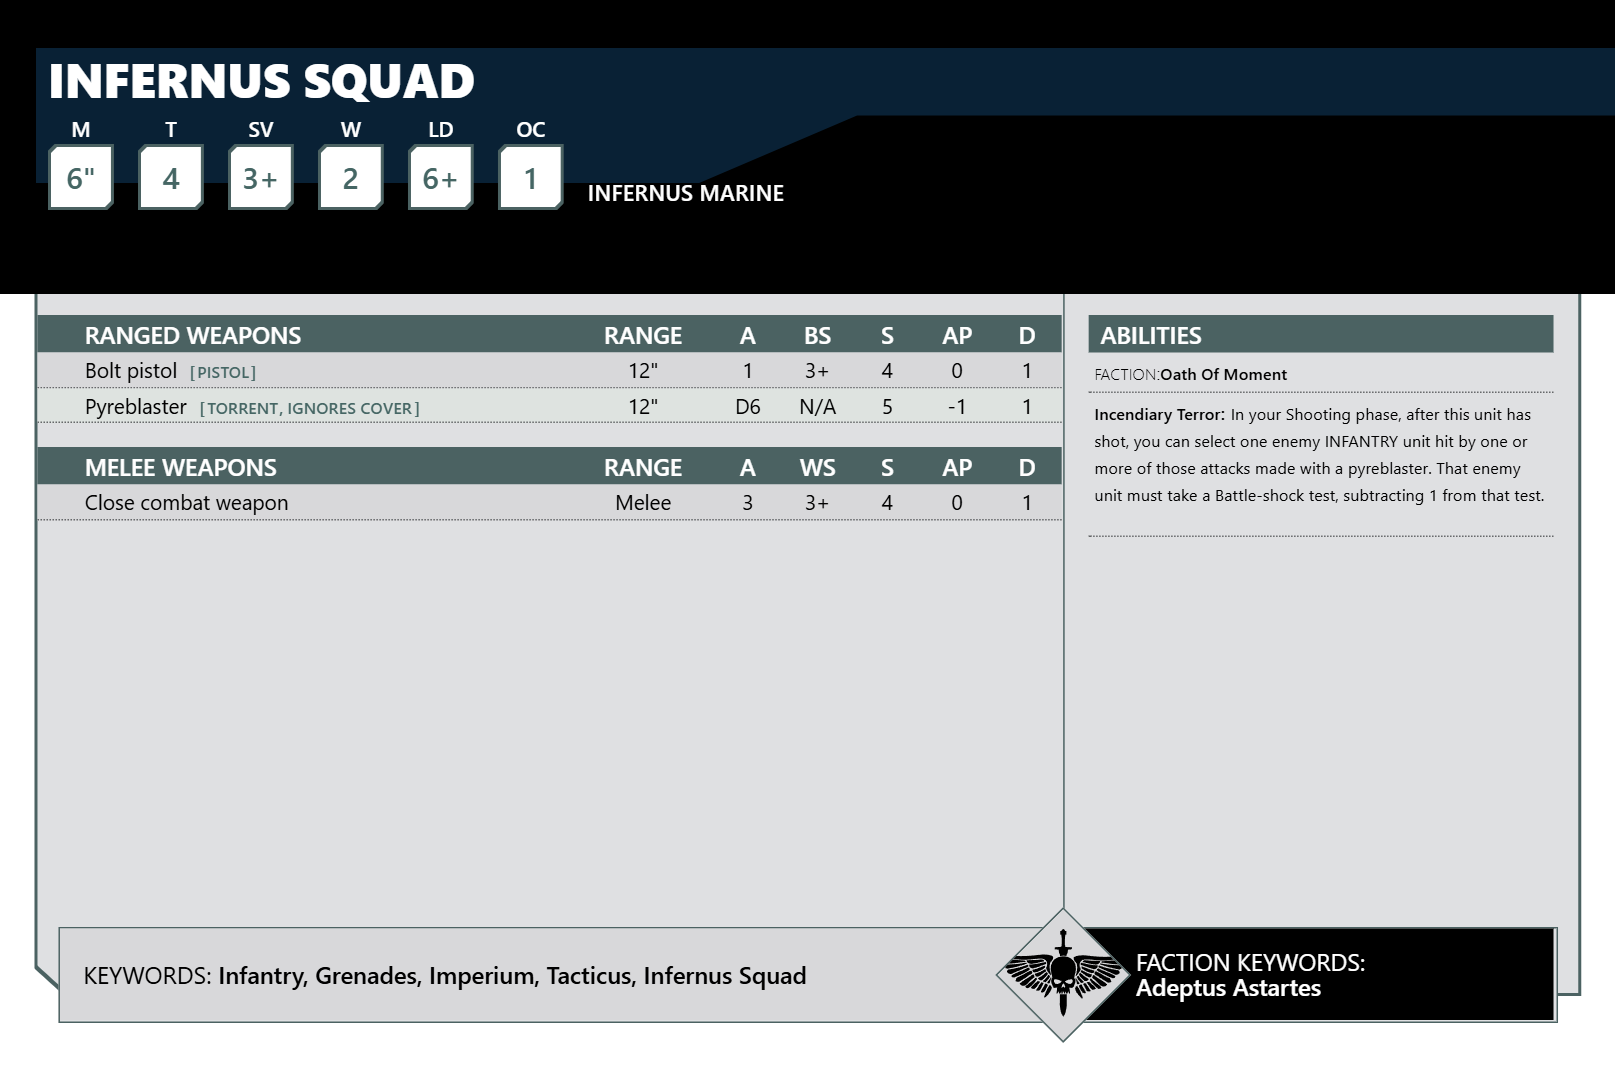 INFERNUS SQUAD
M T SV W LD OC
6" 4 3+ 2 6+ 1 INFERNUS MARINE
RANGED WEAPONS RANGE A BS S AP D
Bolt pistol [PISTOL] 12" 1 3+ 4 0 1
Pyreblaster [TORRENT, IGNORES COVER] 12" D6 N/A 5 -1 1
MELEE WEAPONS RANGE A WS S AP D
Close combat weapon Melee 3 3+ 4 0 1
ABILITIES
FACTION:Oath Of Moment
Incendiary Terror: In your Shooting phase, after this unit has
shot, you can select one enemy INFANTRY unit hit by one or
more of those attacks made with a pyreblaster. That enemy
unit must take a Battle-shock test, subtracting 1 from that test.
KEYWORDS: Infantry, Grenades, Imperium, Tacticus, Infernus Squad
FACTION KEYWORDS:
Adeptus Astartes